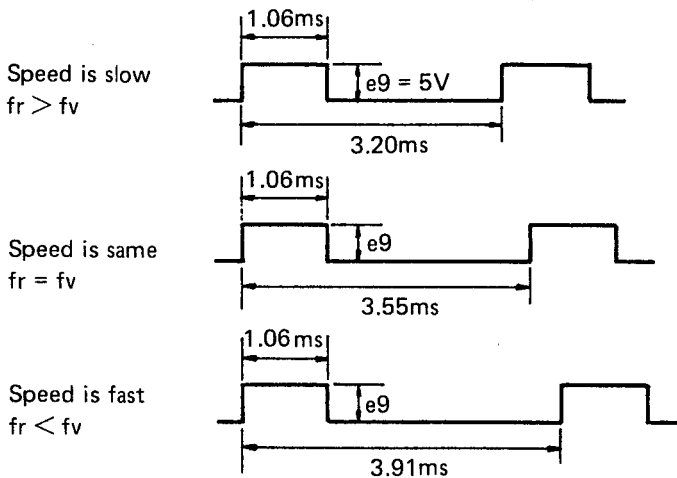 1.06ms
Speed is slow
fr > fv
e9 = 5V
3.20ms
1.06ms
Speed is same
fr = fv
e9
3.55ms
1.06ms
Speed is fast
fr < fv
e9
3.91ms